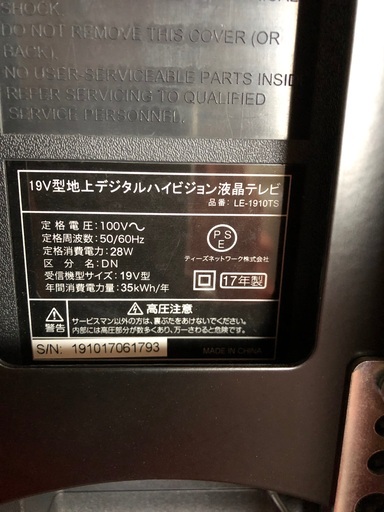 SHOCK.
DO NOT REMOVE THIS COVER (OR
BACK).
NO USER-SERVICEABLE PARTS INSID
REFER SERVICING TO QUALIFIED
SERVICE PERSONNEL.
19V型地上デジタルハイビジョン液晶テレビ
品番: LE-1910TS
定格電圧:100V～
定格周波数:50/60Hz
定格消費電力:28W
区分名:DN
受信機型サイズ:19V型
年間消費電力量:35kWh/年
PSE
ティーズネットワーク株式会社
17年製
警告
高圧注意
サービスマン以外の方は、裏ぶたをあけないでください。
内部には高圧部分が数多くあり、万一さわると危険です。
S/N: 191017061793
MADE IN CHINA